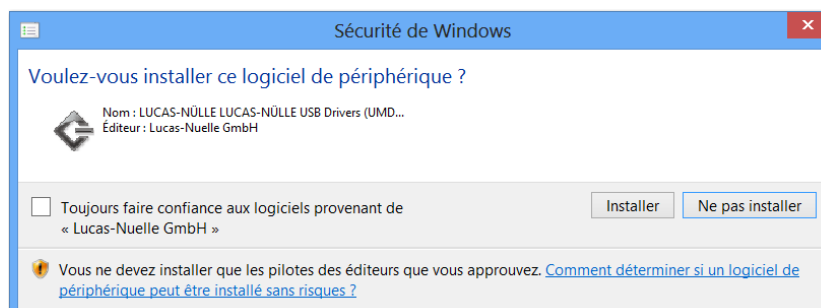 Sécurité de Windows
Voulez-vous installer ce logiciel de périphérique ?
Nom : LUCAS-NÜLLE LUCAS-NÜLLE USB Drivers (UMD...
Éditeur : Lucas-Nuelle GmbH
Toujours faire confiance aux logiciels provenant de
« Lucas-Nuelle GmbH »
Installer
Ne pas installer
Vous ne devez installer que les pilotes des éditeurs que vous approuvez. Comment déterminer si un logiciel de
périphérique peut être installé sans risques ?